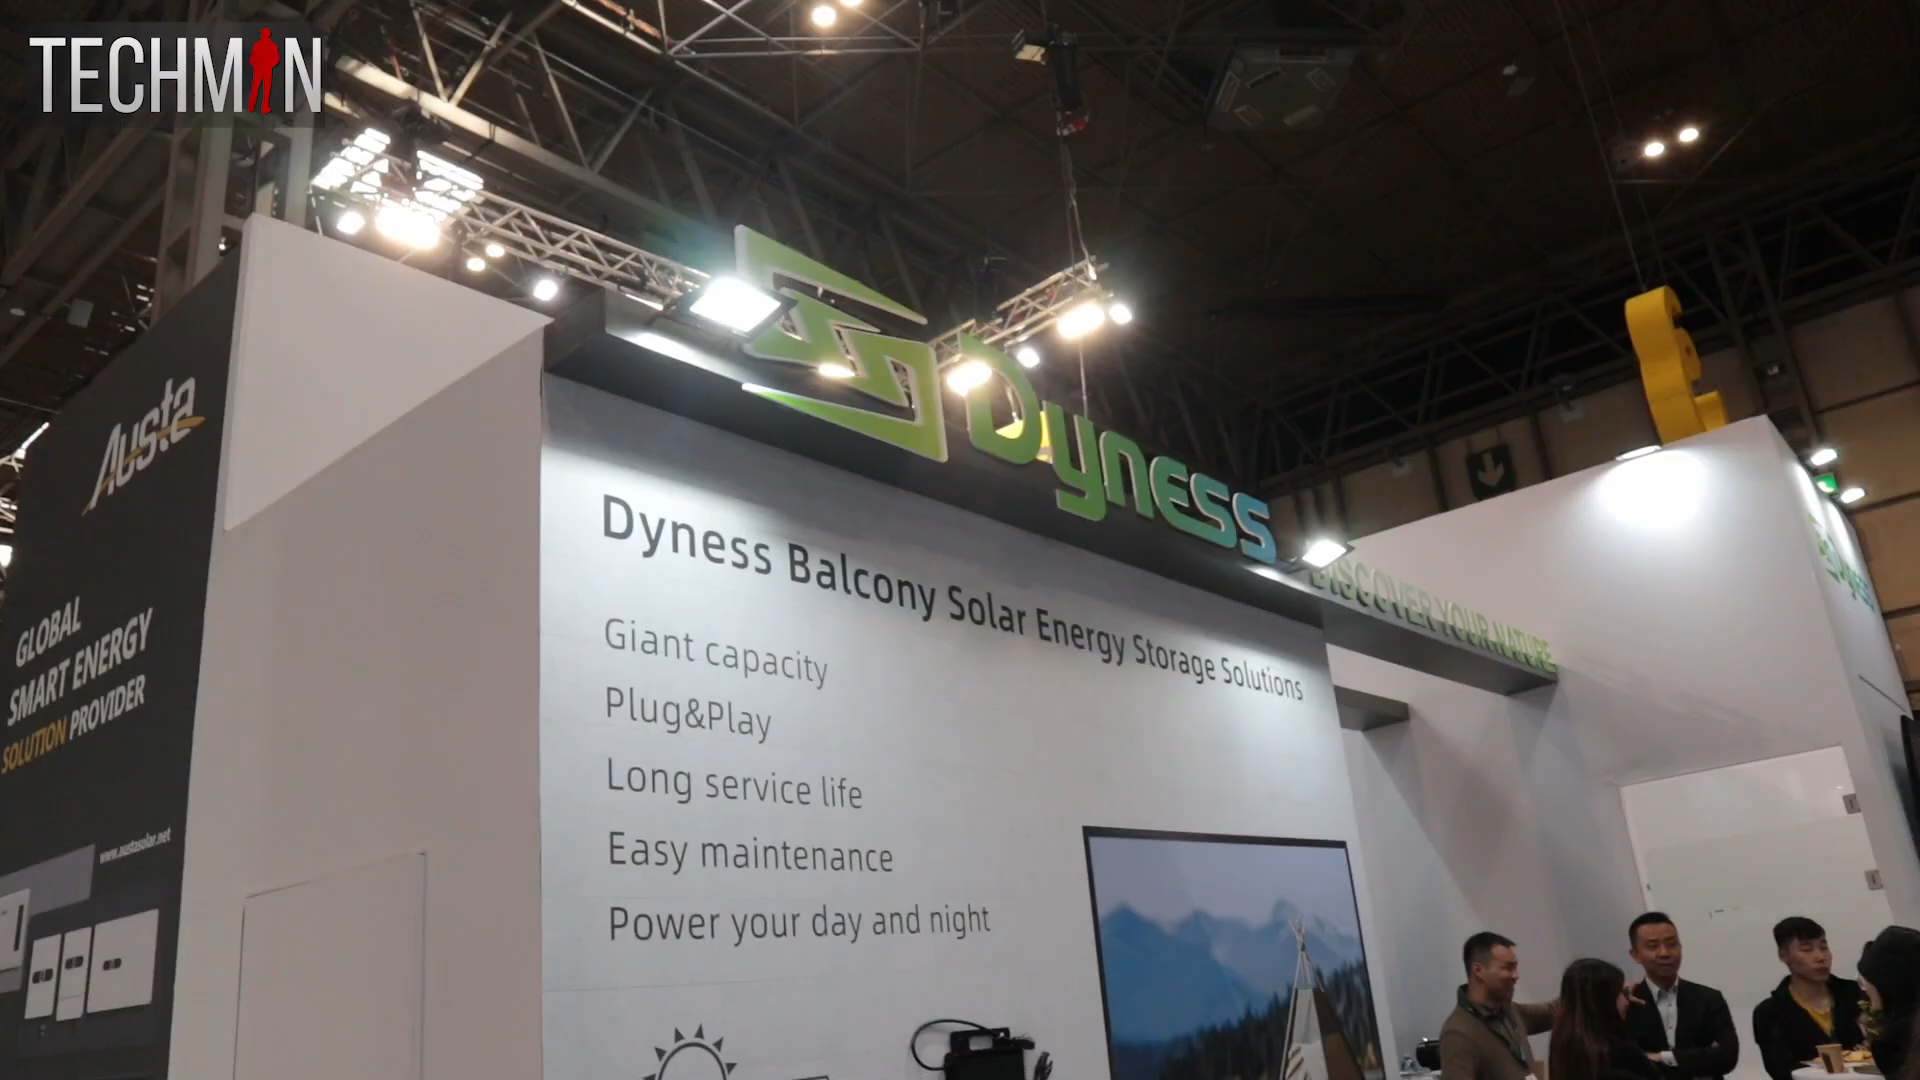 TECHMAN
Austa
GLOBAL
SMART ENERGY
SOLUTION PROVIDER
www.austasolar.net
Dyness
Dyness Balcony Solar Energy Storage Solutions
Giant capacity
Plug&Play
Long service life
Easy maintenance
Power your day and night
DISCOVER YOUR NATURE
Dyness